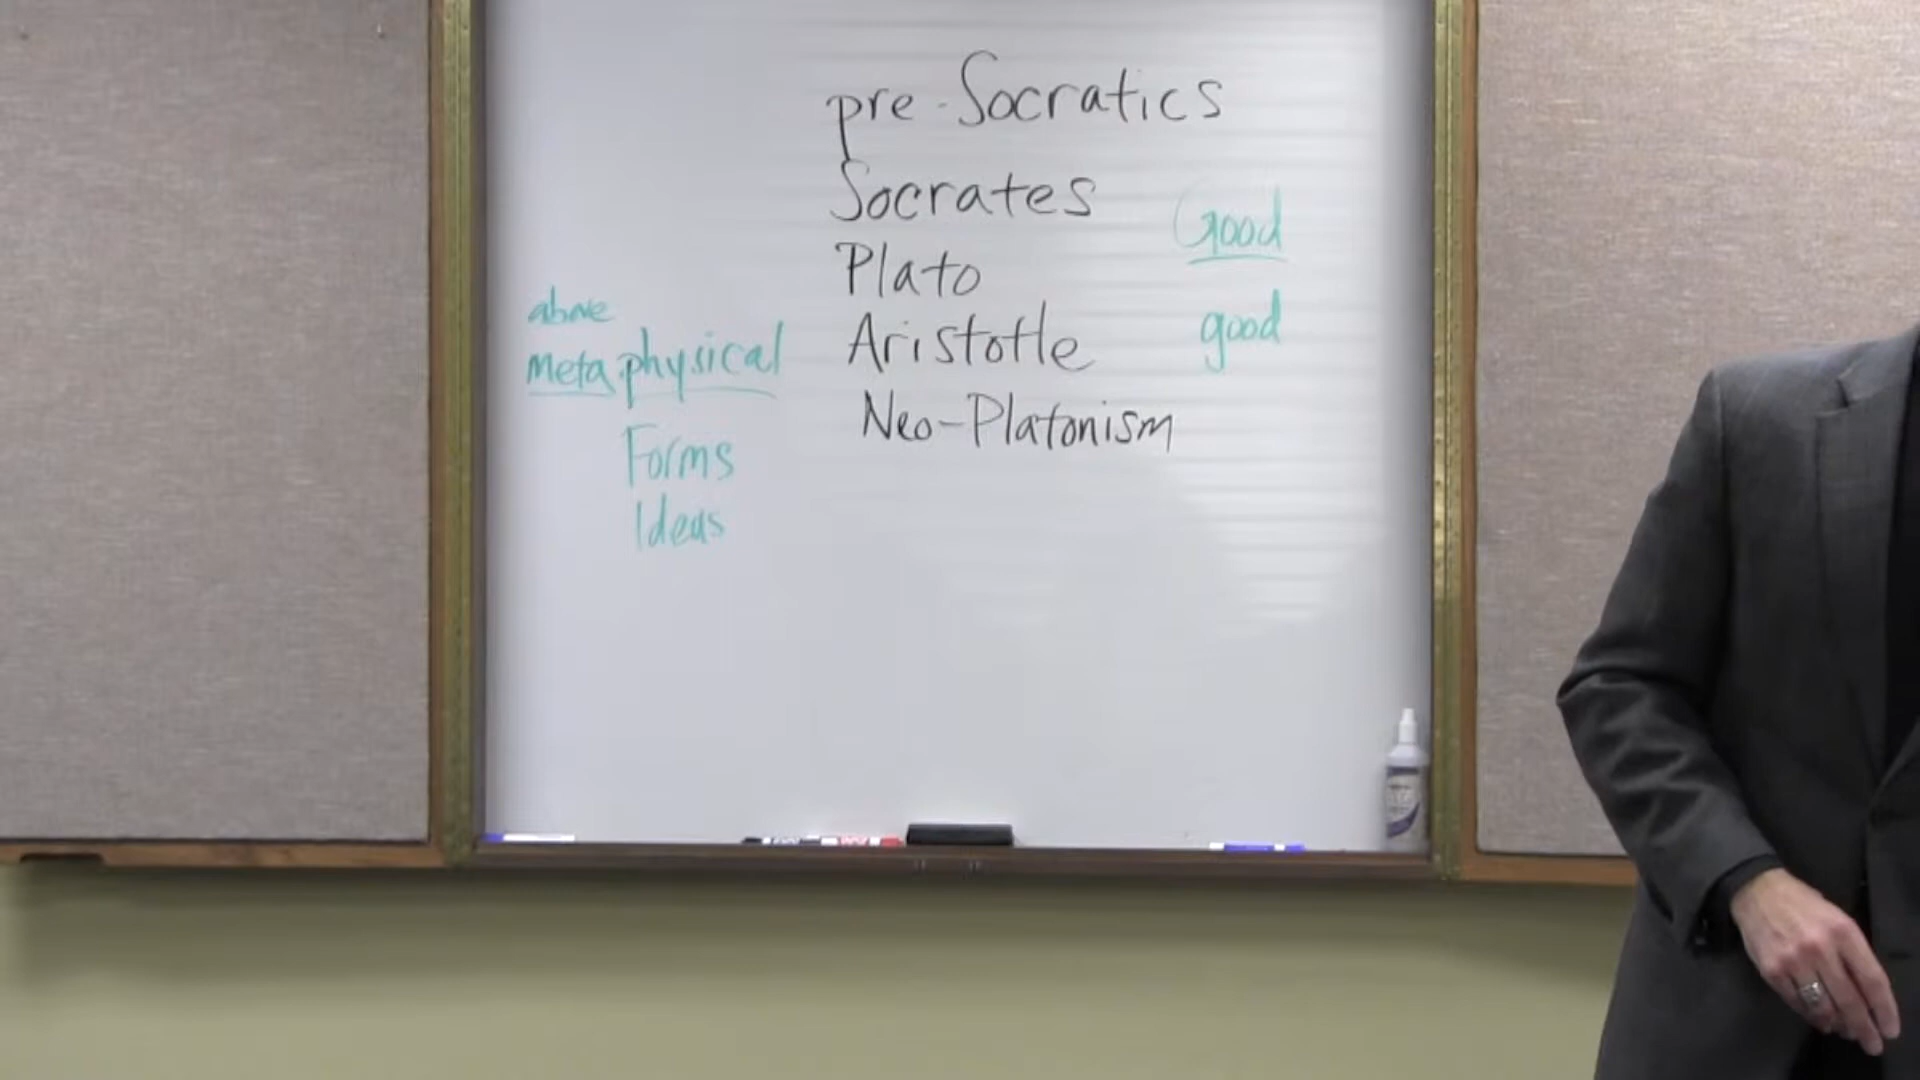 pre-Socratics
Socrates
Good
Plato
above
Aristotle
good
metaphysical
Neo-Platonism
Forms
Ideas